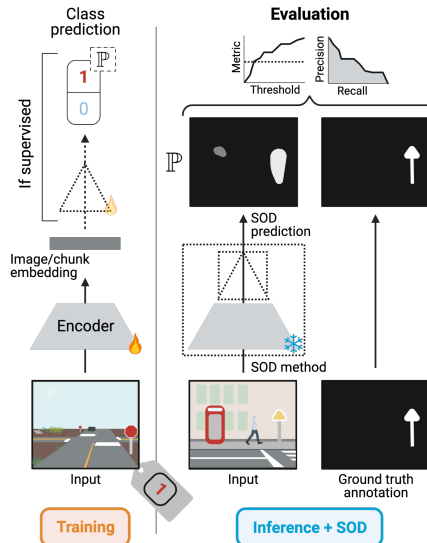 Class
prediction
ℙ
1
0
If supervised
Image/chunk
embedding
Encoder
Input
1
Training
Evaluation
Metric
Threshold
Precision
Recall
ℙ
SOD
prediction
SOD method
Input
Ground truth
annotation
Inference + SOD